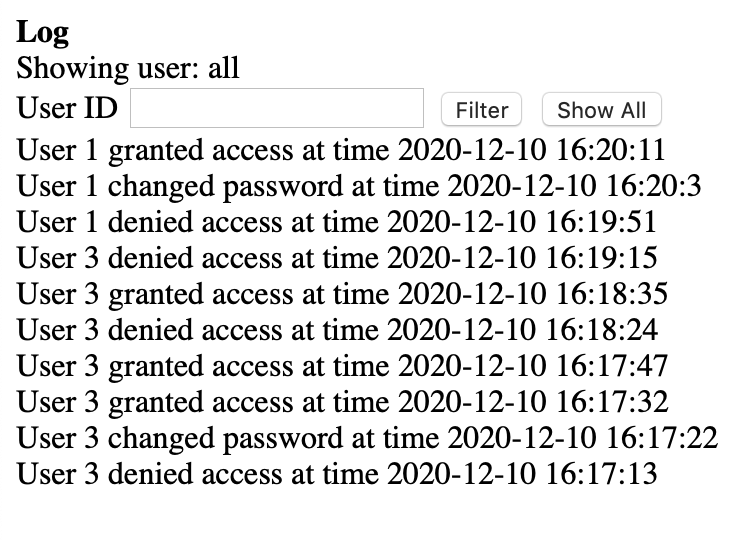 Log
Showing user: all
User ID Filter Show All
User 1 granted access at time 2020-12-10 16:20:11
User 1 changed password at time 2020-12-10 16:20:3
User 1 denied access at time 2020-12-10 16:19:51
User 3 denied access at time 2020-12-10 16:19:15
User 3 granted access at time 2020-12-10 16:18:35
User 3 denied access at time 2020-12-10 16:18:24
User 3 granted access at time 2020-12-10 16:17:47
User 3 granted access at time 2020-12-10 16:17:32
User 3 changed password at time 2020-12-10 16:17:22
User 3 denied access at time 2020-12-10 16:17:13